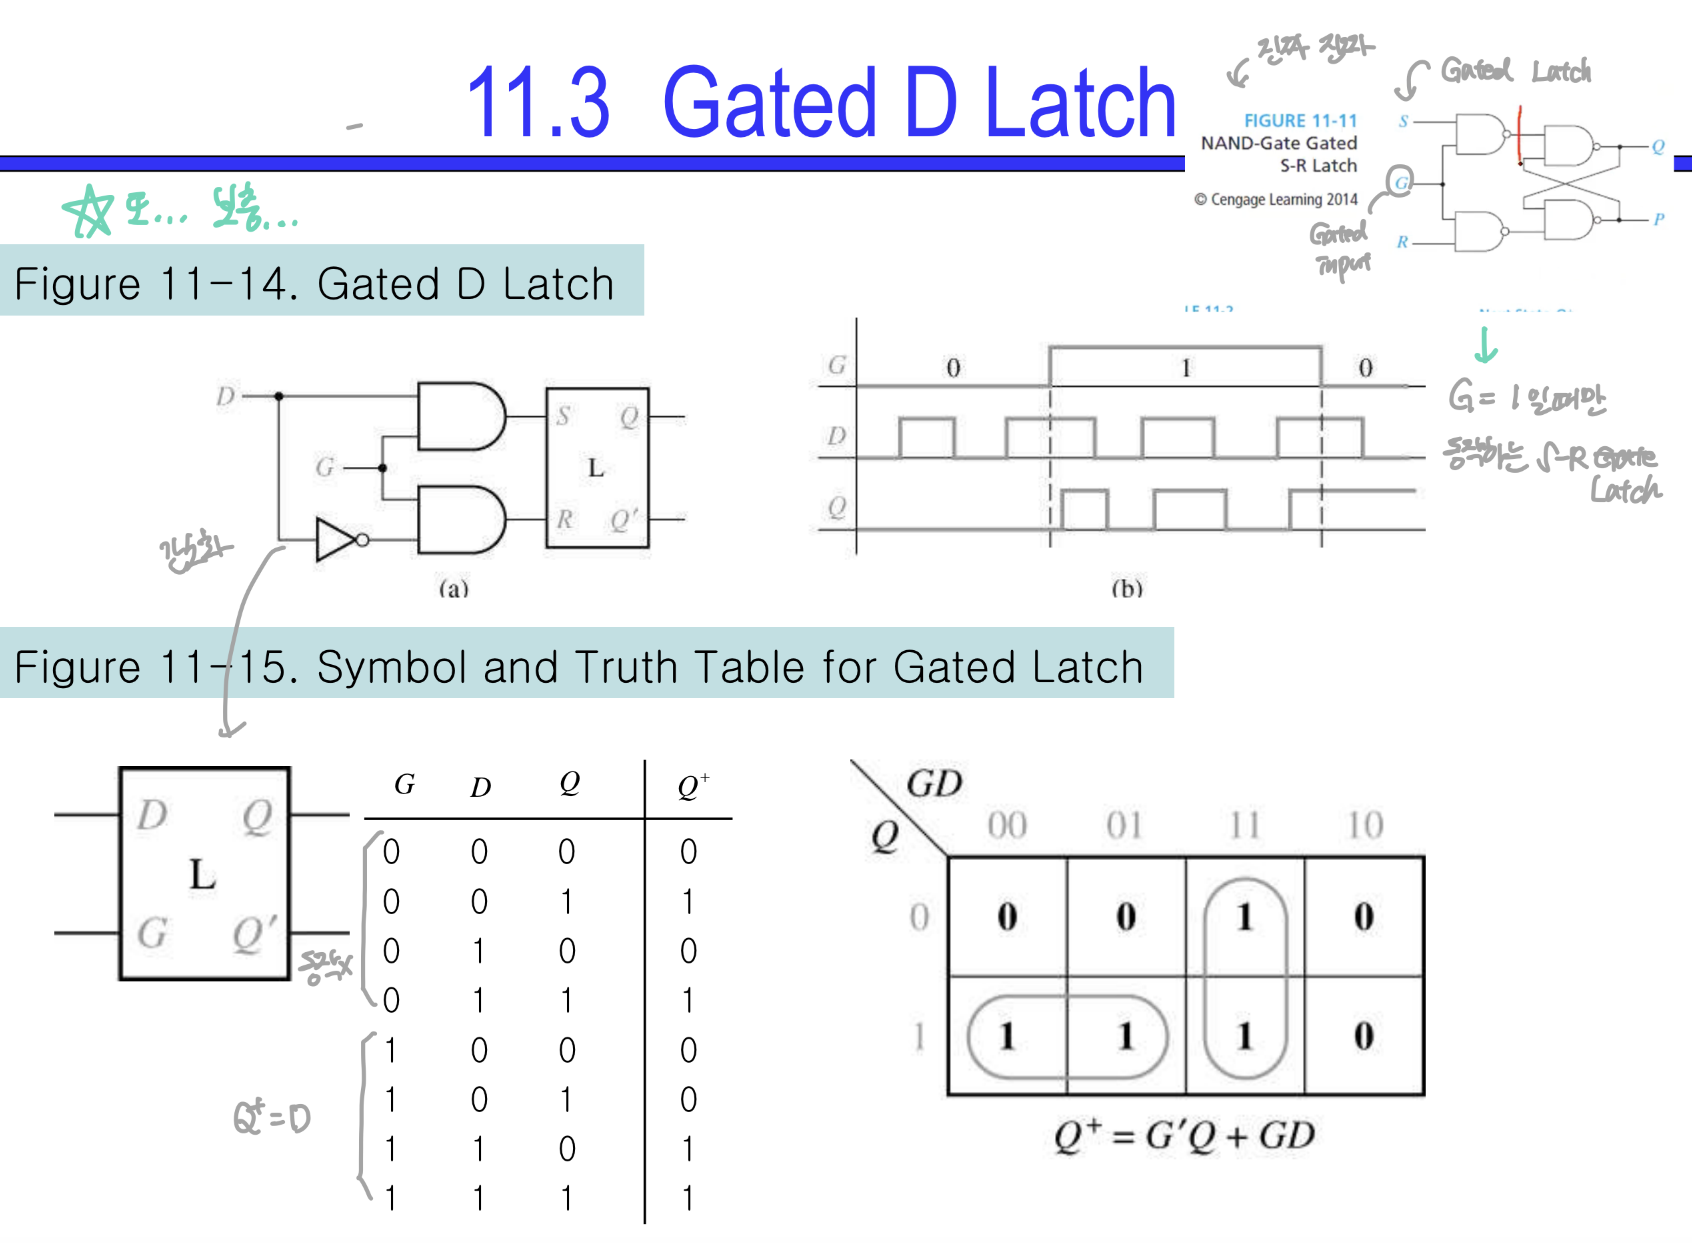 11.3 Gated D Latch
진짜 진짜
Gated Latch
FIGURE 11-11
NAND-Gate Gated
S-R Latch
© Cengage Learning 2014
S
G
R
Q
P
Gated
input
또... 보충...
Figure 11-14. Gated D Latch
D
G
S Q
L
R Q′
(a)
G 0 1 0
D
Q
(b)
G = 1일때만
동작하는 S-R Gate
Latch
간략화
Figure 11-15. Symbol and Truth Table for Gated Latch
D Q
L
G Q′
동작X
Q⁺=D
G D Q Q⁺
0 0 0 0
0 0 1 1
0 1 0 0
0 1 1 1
1 0 0 0
1 0 1 0
1 1 0 1
1 1 1 1
GD
Q 00 01 11 10
0 0 0 1 0
1 1 1 1 0
Q⁺ = G′Q + GD